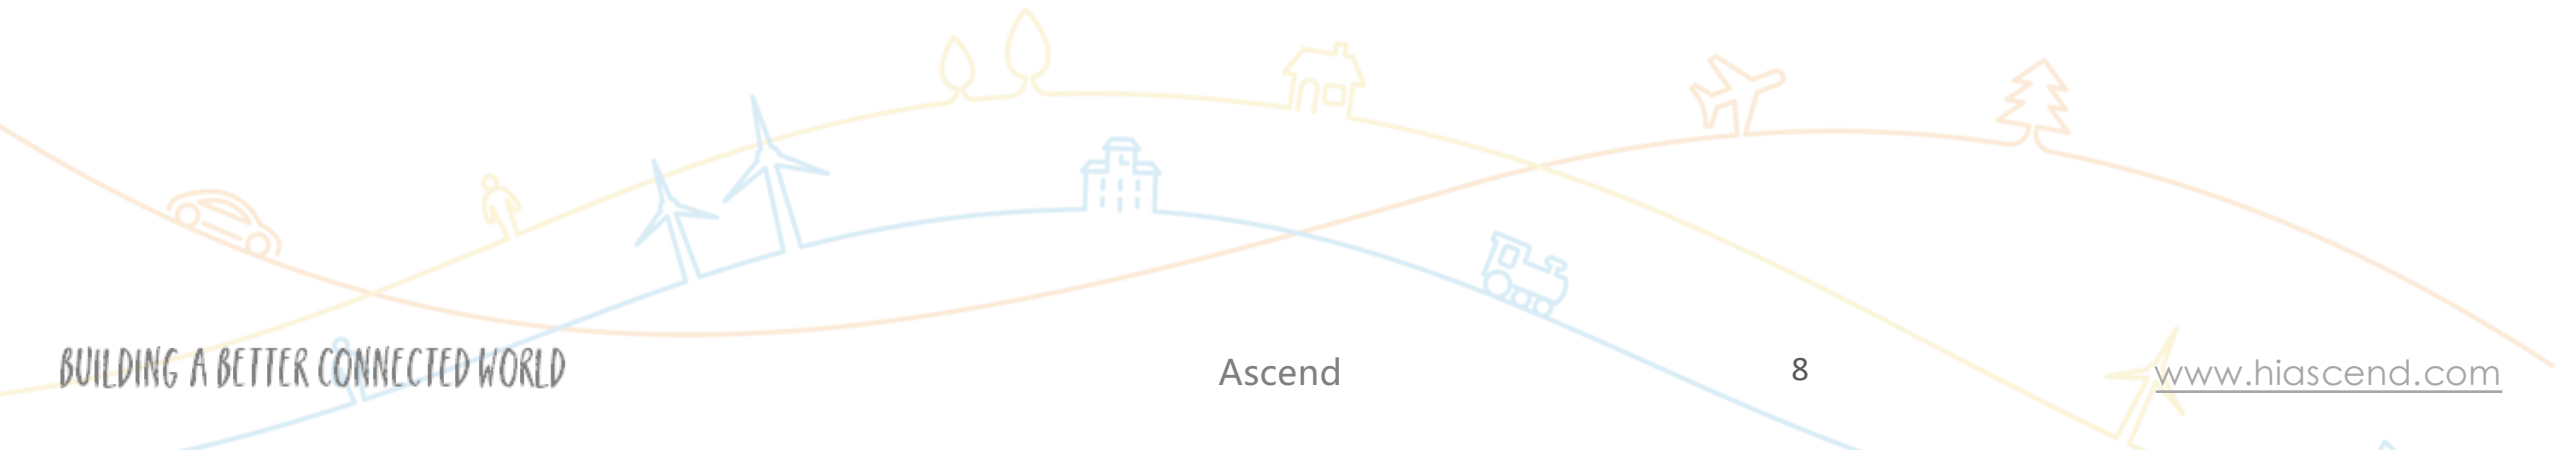 BUILDING A BETTER CONNECTED WORLD
Ascend
8
www.hiascend.com